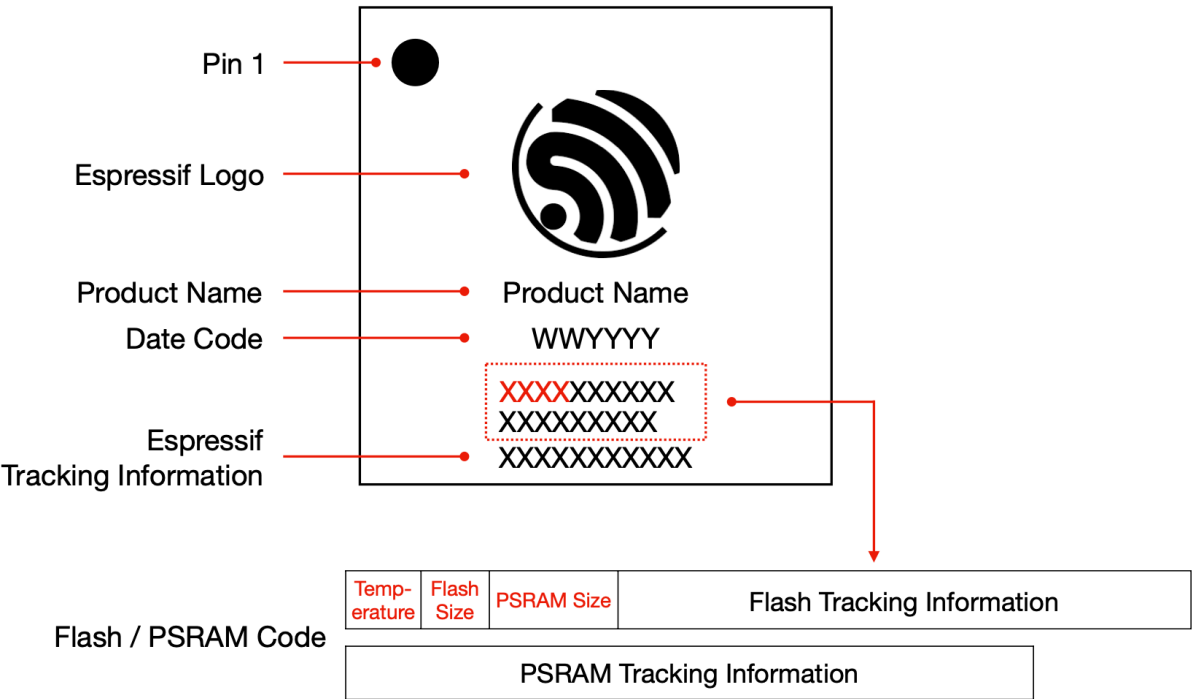 Pin 1
Espressif Logo
Product Name
Product Name
Date Code
WWYYYY
XXXXXXXXXX
XXXXXXXXX
Espressif
Tracking Information
XXXXXXXXXXX
Temp-
erature
Flash
Size
PSRAM Size
Flash Tracking Information
Flash / PSRAM Code
PSRAM Tracking Information